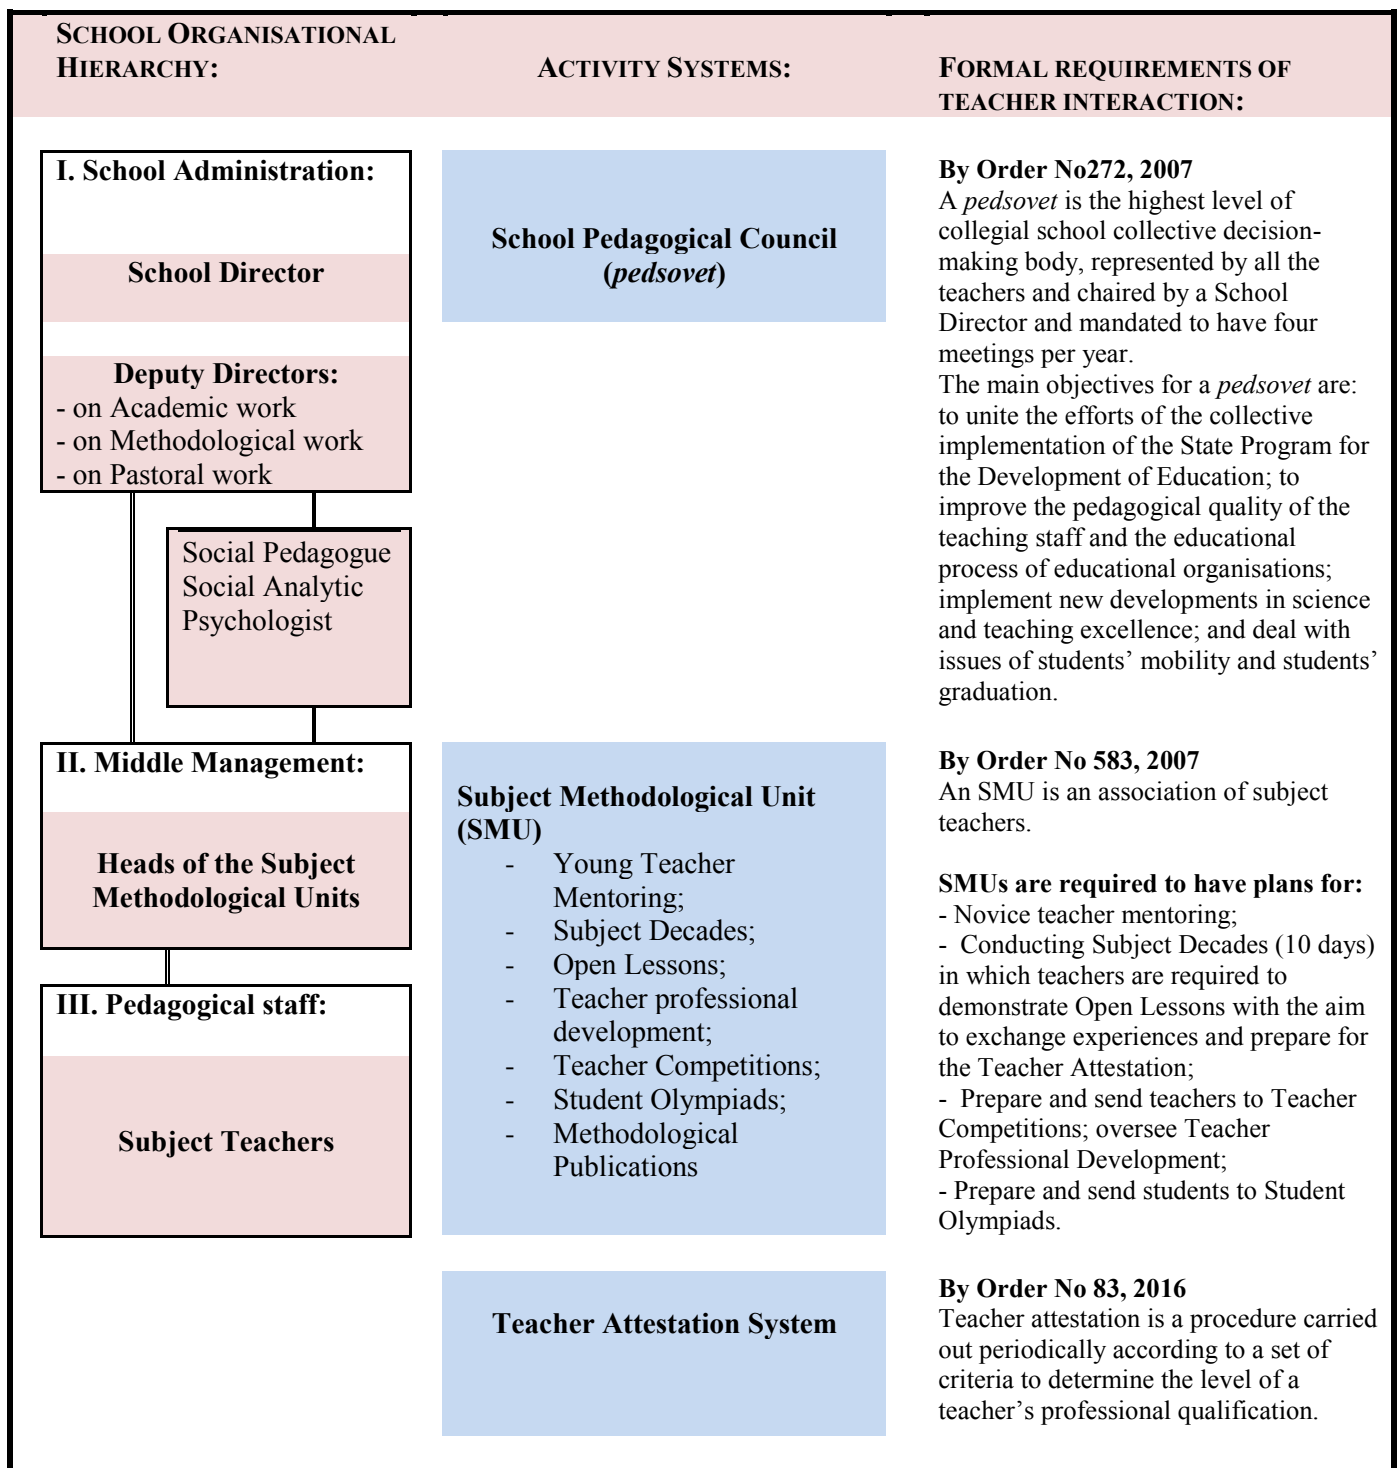 SCHOOL ORGANISATIONAL
HIERARCHY:
ACTIVITY SYSTEMS:
FORMAL REQUIREMENTS OF
TEACHER INTERACTION:
I. School Administration:
School Director
Deputy Directors:
- on Academic work
- on Methodological work
- on Pastoral work
Social Pedagogue
Social Analytic
Psychologist
II. Middle Management:
Heads of the Subject
Methodological Units
III. Pedagogical staff:
Subject Teachers
School Pedagogical Council
(pedsovet)
Subject Methodological Unit
(SMU)
- Young Teacher
Mentoring;
- Subject Decades;
- Open Lessons;
- Teacher professional
development;
- Teacher Competitions;
- Student Olympiads;
- Methodological
Publications
Teacher Attestation System
By Order No272, 2007
A pedsovet is the highest level of
collegial school collective decision-
making body, represented by all the
teachers and chaired by a School
Director and mandated to have four
meetings per year.
The main objectives for a pedsovet are:
to unite the efforts of the collective
implementation of the State Program for
the Development of Education; to
improve the pedagogical quality of the
teaching staff and the educational
process of educational organisations;
implement new developments in science
and teaching excellence; and deal with
issues of students’ mobility and students’
graduation.
By Order No 583, 2007
An SMU is an association of subject
teachers.
SMUs are required to have plans for:
- Novice teacher mentoring;
- Conducting Subject Decades (10 days)
in which teachers are required to
demonstrate Open Lessons with the aim
to exchange experiences and prepare for
the Teacher Attestation;
- Prepare and send teachers to Teacher
Competitions; oversee Teacher
Professional Development;
- Prepare and send students to Student
Olympiads.
By Order No 83, 2016
Teacher attestation is a procedure carried
out periodically according to a set of
criteria to determine the level of a
teacher’s professional qualification.